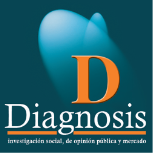 D
Diagnosis
investigación social, de opinión pública y mercado